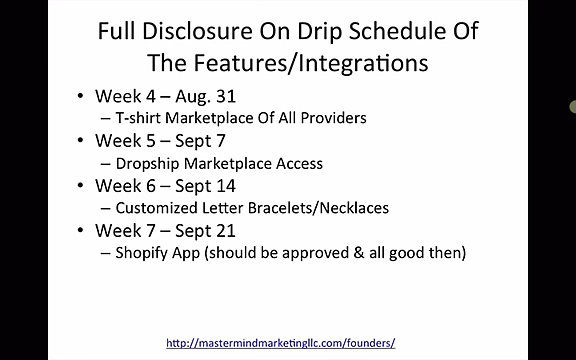 Full Disclosure On Drip Schedule Of
The Features/Integrations
• Week 4 – Aug. 31
– T-shirt Marketplace Of All Providers
• Week 5 – Sept 7
– Dropship Marketplace Access
• Week 6 – Sept 14
– Customized Letter Bracelets/Necklaces
• Week 7 – Sept 21
– Shopify App (should be approved & all good then)
http://mastermindmarketingllc.com/founders/